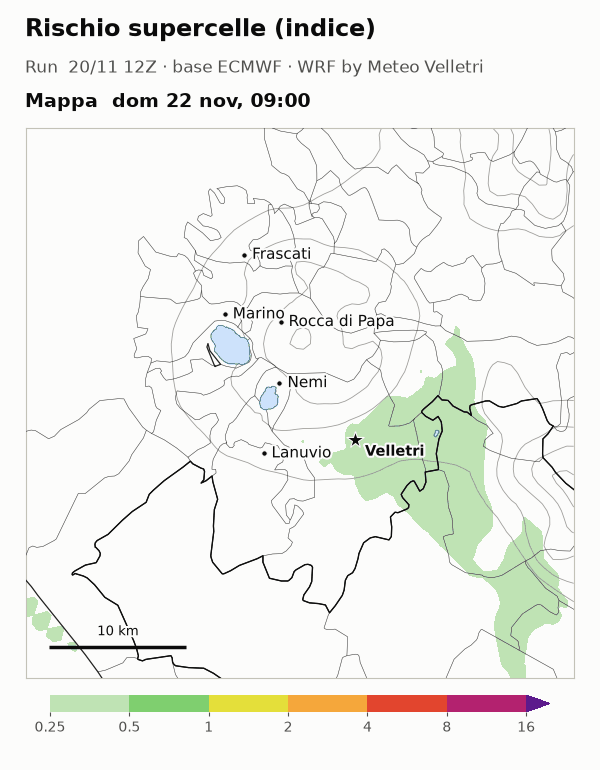 Rischio supercelle (indice)
Run  20/11 12Z · base ECMWF · WRF by Meteo Velletri
Mappa  dom 22 nov, 09:00
Frascati
Marino
Rocca di Papa
Nemi
Velletri
Lanuvio
10 km
0.25 0.5 1 2 4 8 16